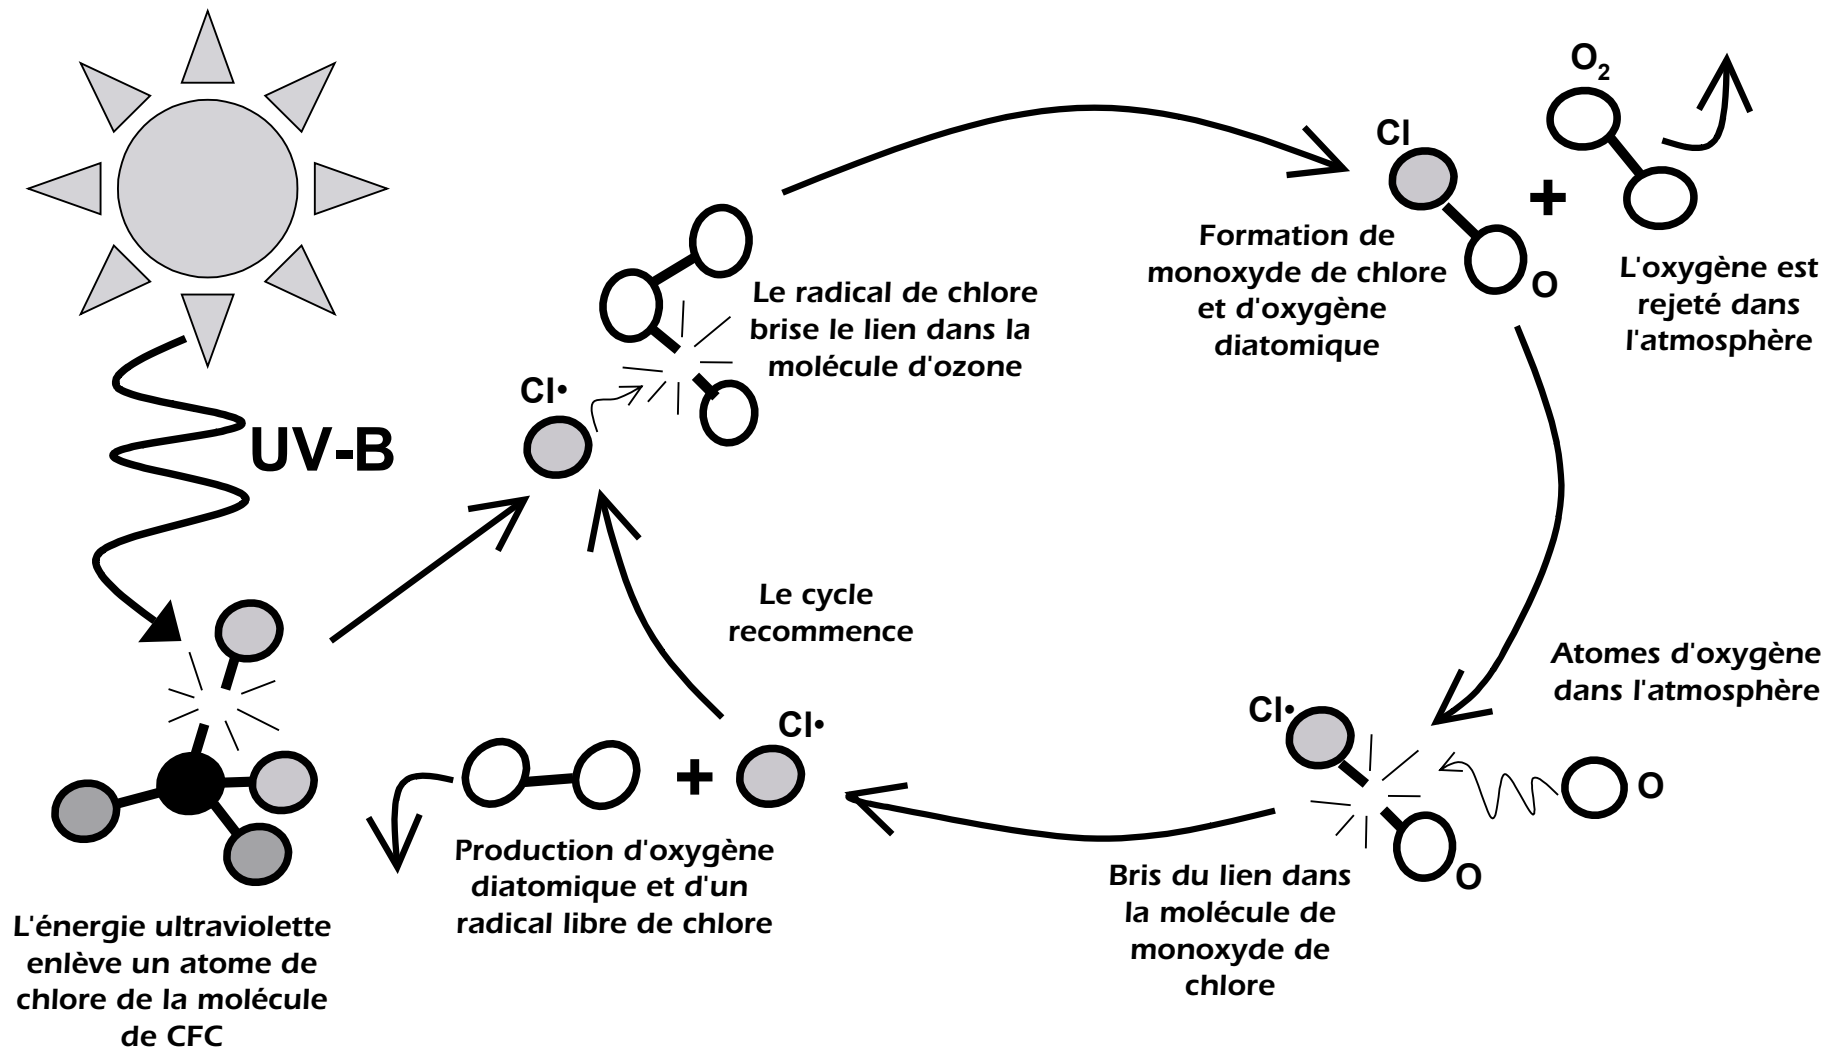 UV-B
L'énergie ultraviolette
enlève un atome de
chlore de la molécule
de CFC
Cl•
Le radical de chlore
brise le lien dans la
molécule d'ozone
Cl
O
Formation de
monoxyde de chlore
et d'oxygène
diatomique
+
O₂
L'oxygène est
rejeté dans
l'atmosphère
Atomes d'oxygène
dans l'atmosphère
Cl•
O
O
Bris du lien dans
la molécule de
monoxyde de
chlore
+
Cl•
Production d'oxygène
diatomique et d'un
radical libre de chlore
Le cycle
recommence